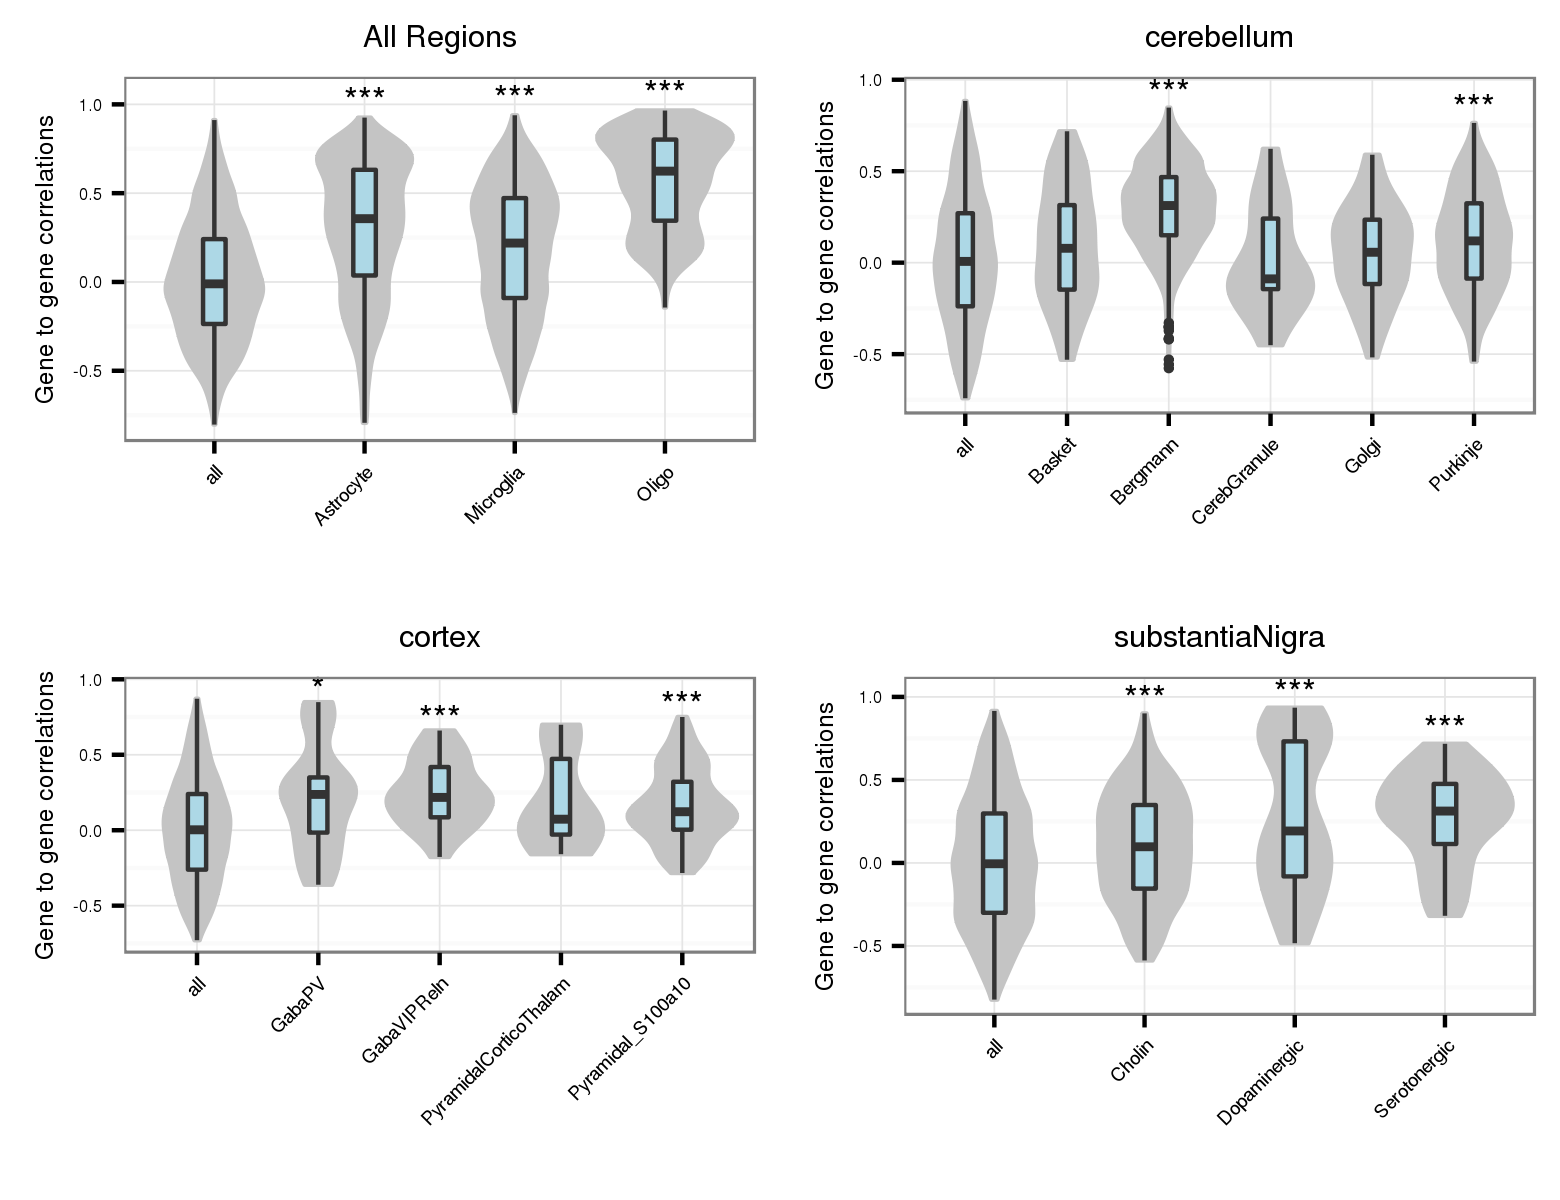 All Regions
Gene to gene correlations
1.0
0.5
0.0
-0.5
***
***
***
all
Astrocyte
Microglia
Oligo
cerebellum
Gene to gene correlations
1.0
0.5
0.0
-0.5
***
***
all
Basket
Bergmann
CerebGranule
Golgi
Purkinje
cortex
Gene to gene correlations
1.0
0.5
0.0
-0.5
*
***
***
all
GabaPV
GabaVIPReln
PyramidalCorticoThalam
Pyramidal_S100a10
substantiaNigra
Gene to gene correlations
1.0
0.5
0.0
-0.5
***
***
***
all
Cholin
Dopaminergic
Serotonergic